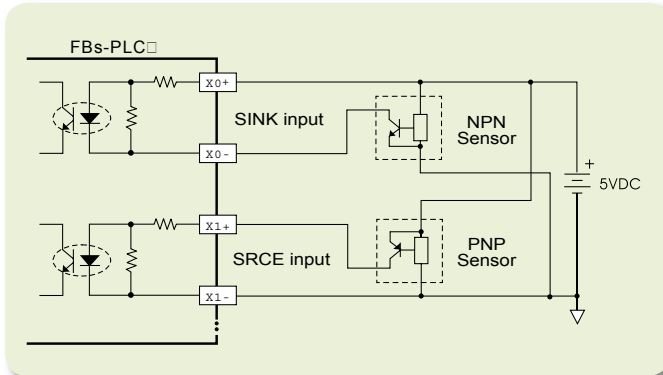 FBs-PLC□
X0+
SINK input
NPN
Sensor
X0-
+
5VDC
X1+
SRCE input
PNP
Sensor
X1-